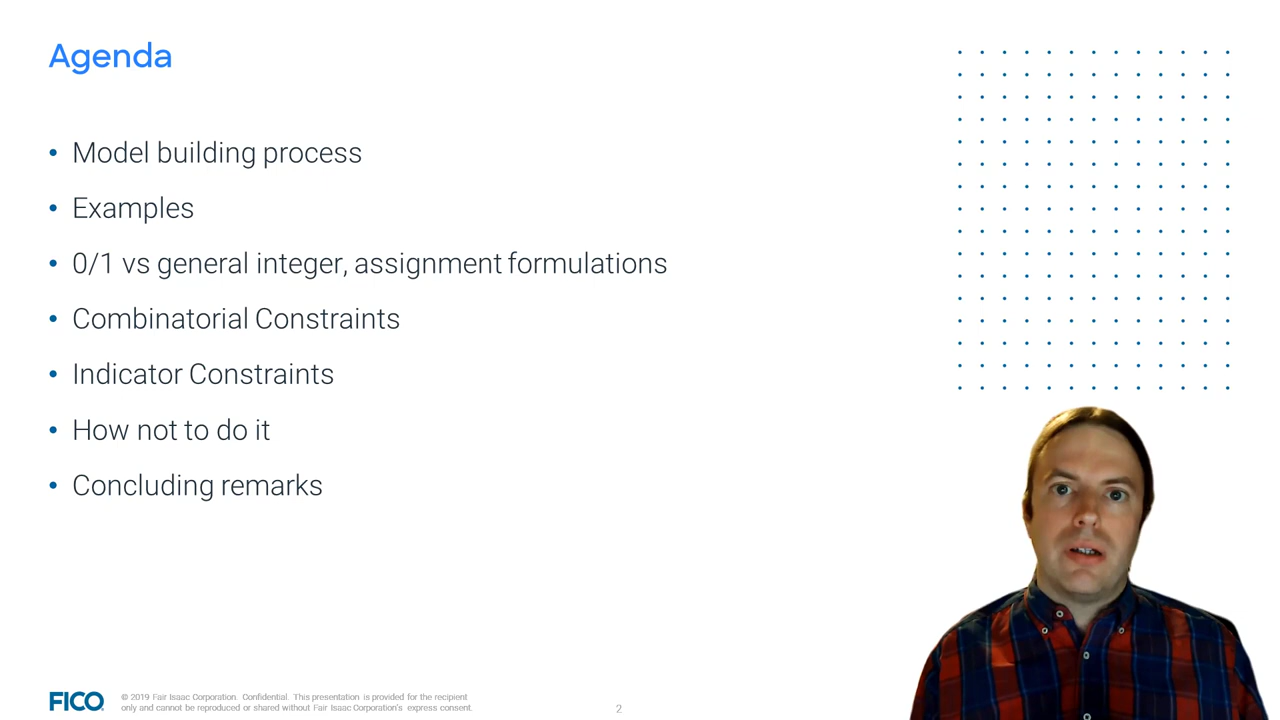 Agenda
• Model building process
• Examples
• 0/1 vs general integer, assignment formulations
• Combinatorial Constraints
• Indicator Constraints
• How not to do it
• Concluding remarks
FICO
© 2019 Fair Isaac Corporation. Confidential. This presentation is provided for the recipient
only and cannot be reproduced or shared without Fair Isaac Corporation's express consent.
2